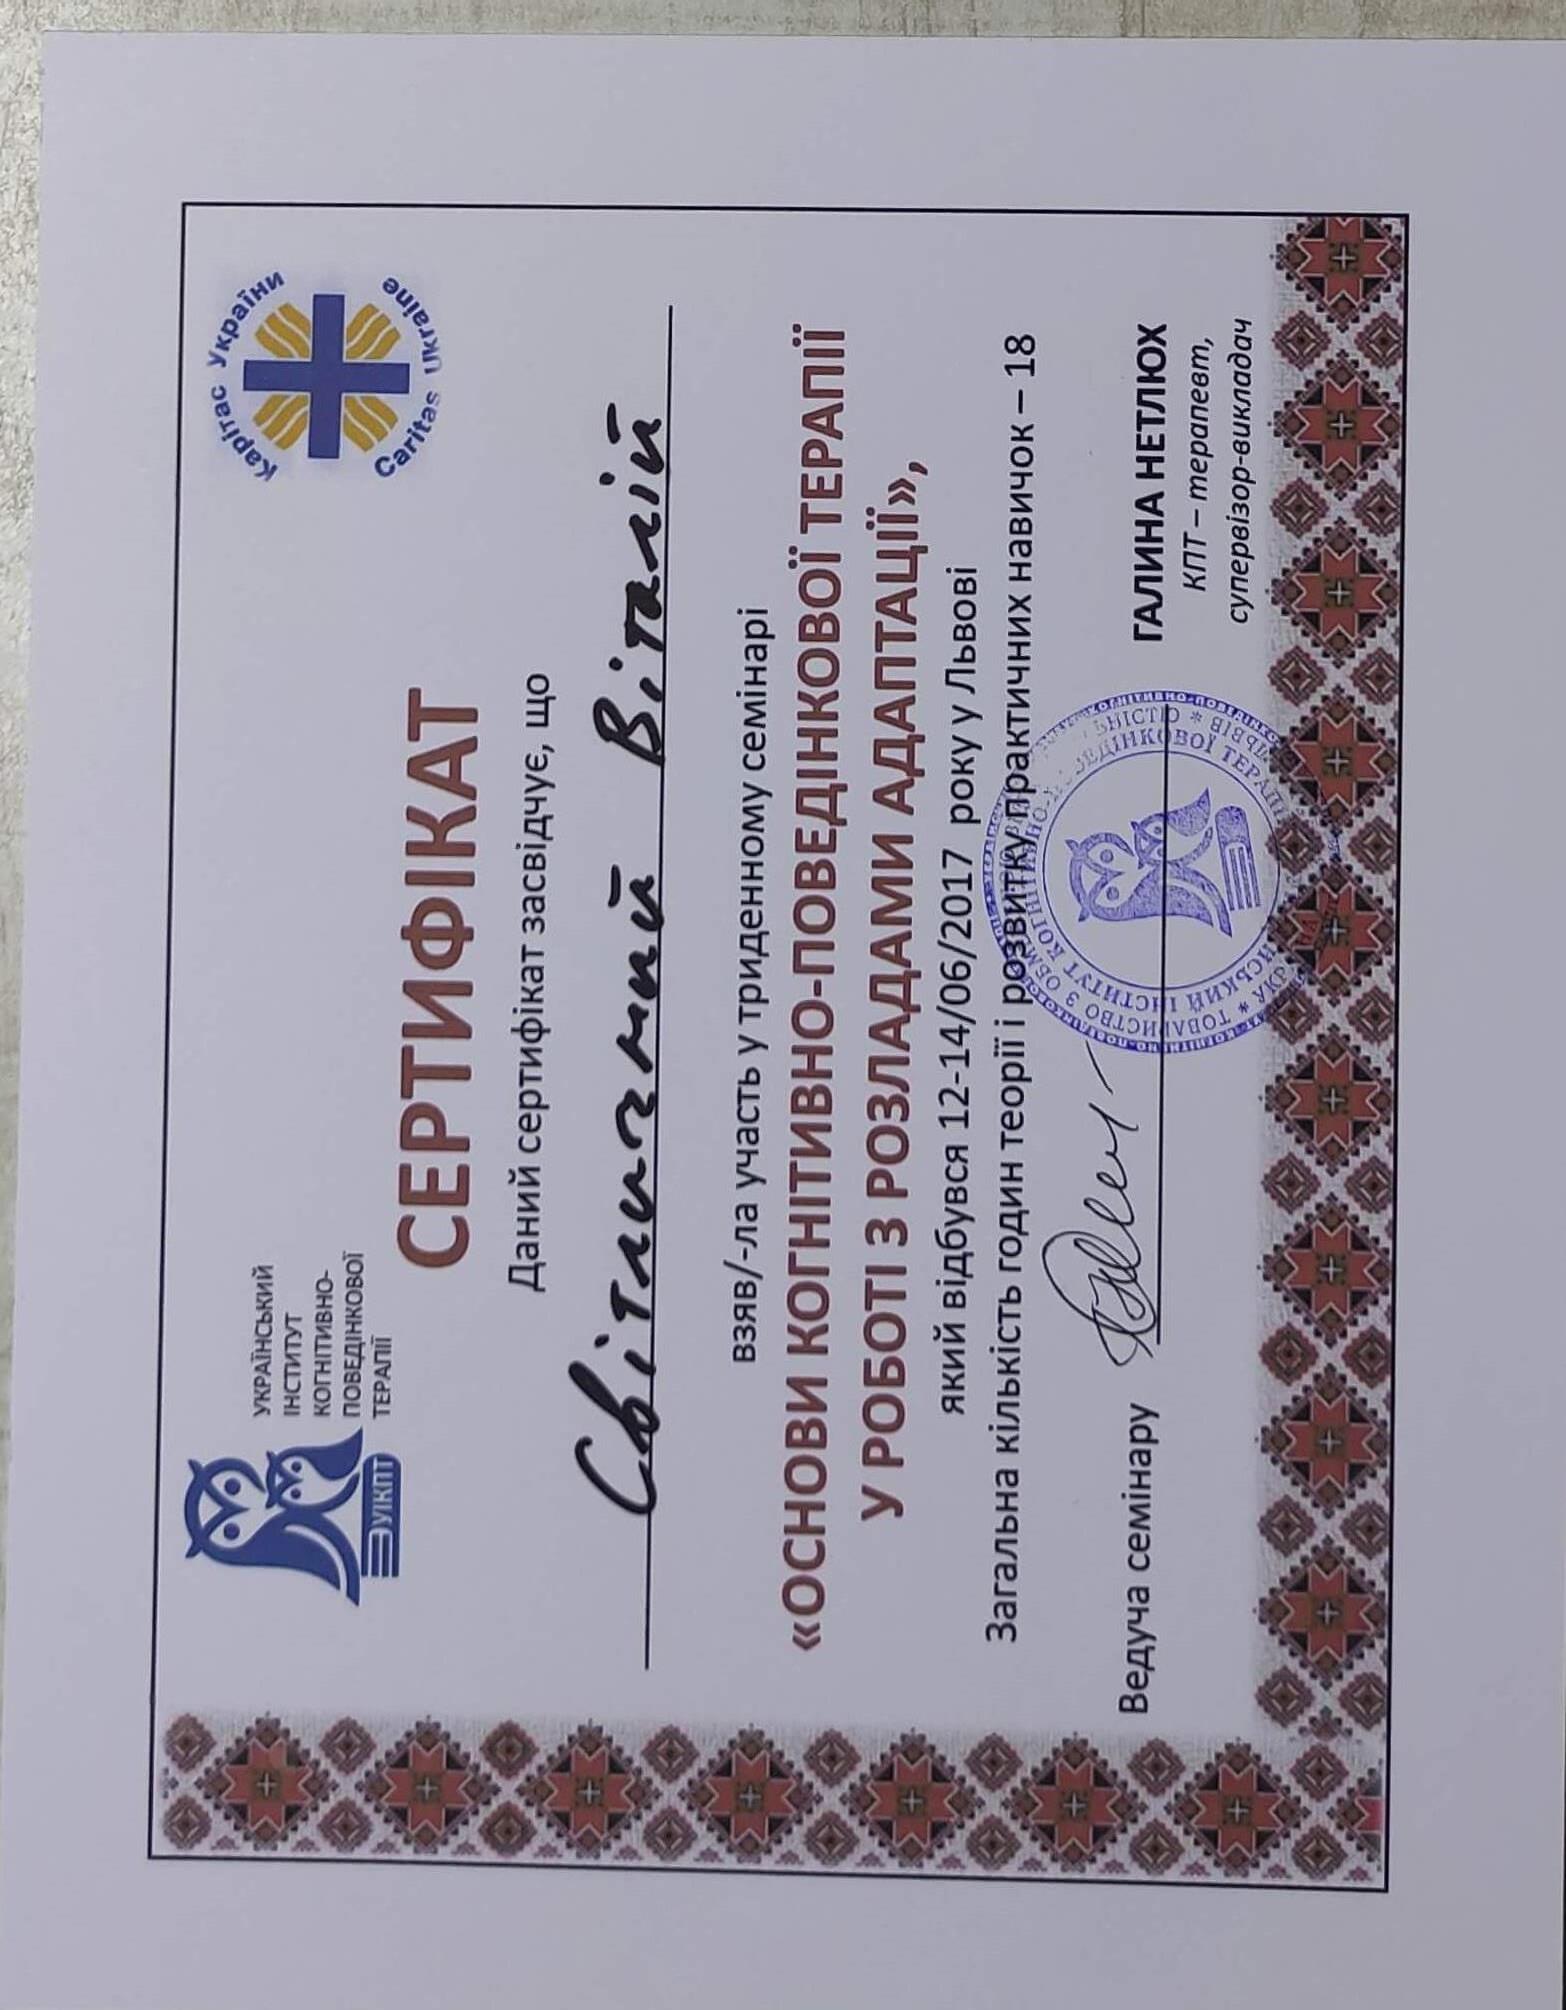 УКРАЇНСЬКИЙ
ІНСТИТУТ
КОГНІТИВНО-
ПОВЕДІНКОВОЇ
ТЕРАПІЇ
УІКПТ
Карітас України
Caritas Ukraine
СЕРТИФІКАТ
Даний сертифікат засвідчує, що
Світличний Віталій
взяв/-ла участь у триденному семінарі
«ОСНОВИ КОГНІТИВНО-ПОВЕДІНКОВОЇ ТЕРАПІЇ
У РОБОТІ З РОЗЛАДАМИ АДАПТАЦІЇ»,
який відбувся 12-14/06/2017 року у Львові
Загальна кількість годин теорії і розвитку практичних навичок – 18
Ведуча семінару
ГАЛИНА НЕТЛЮХ
КПТ – терапевт,
супервізор-викладач